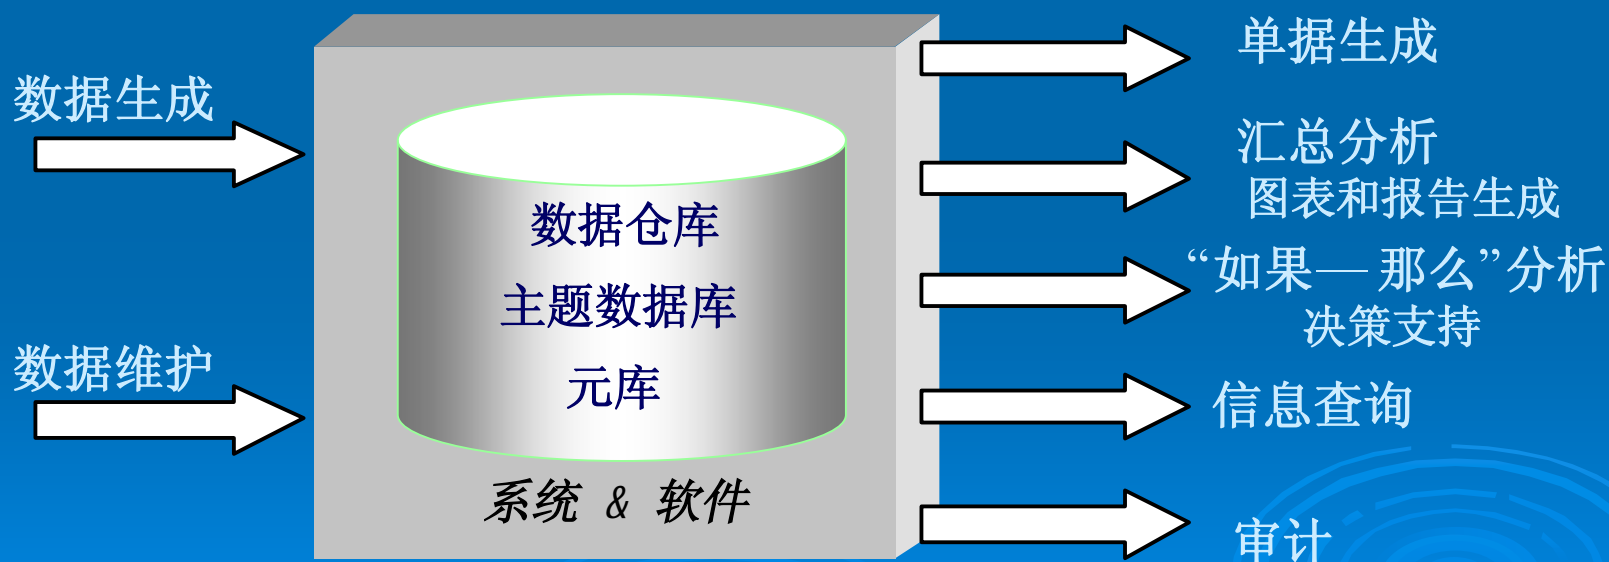 数据生成
数据维护
数据仓库
主题数据库
元库
系统 & 软件
单据生成
汇总分析
图表和报告生成
“如果— 那么”分析
决策支持
信息查询
审计